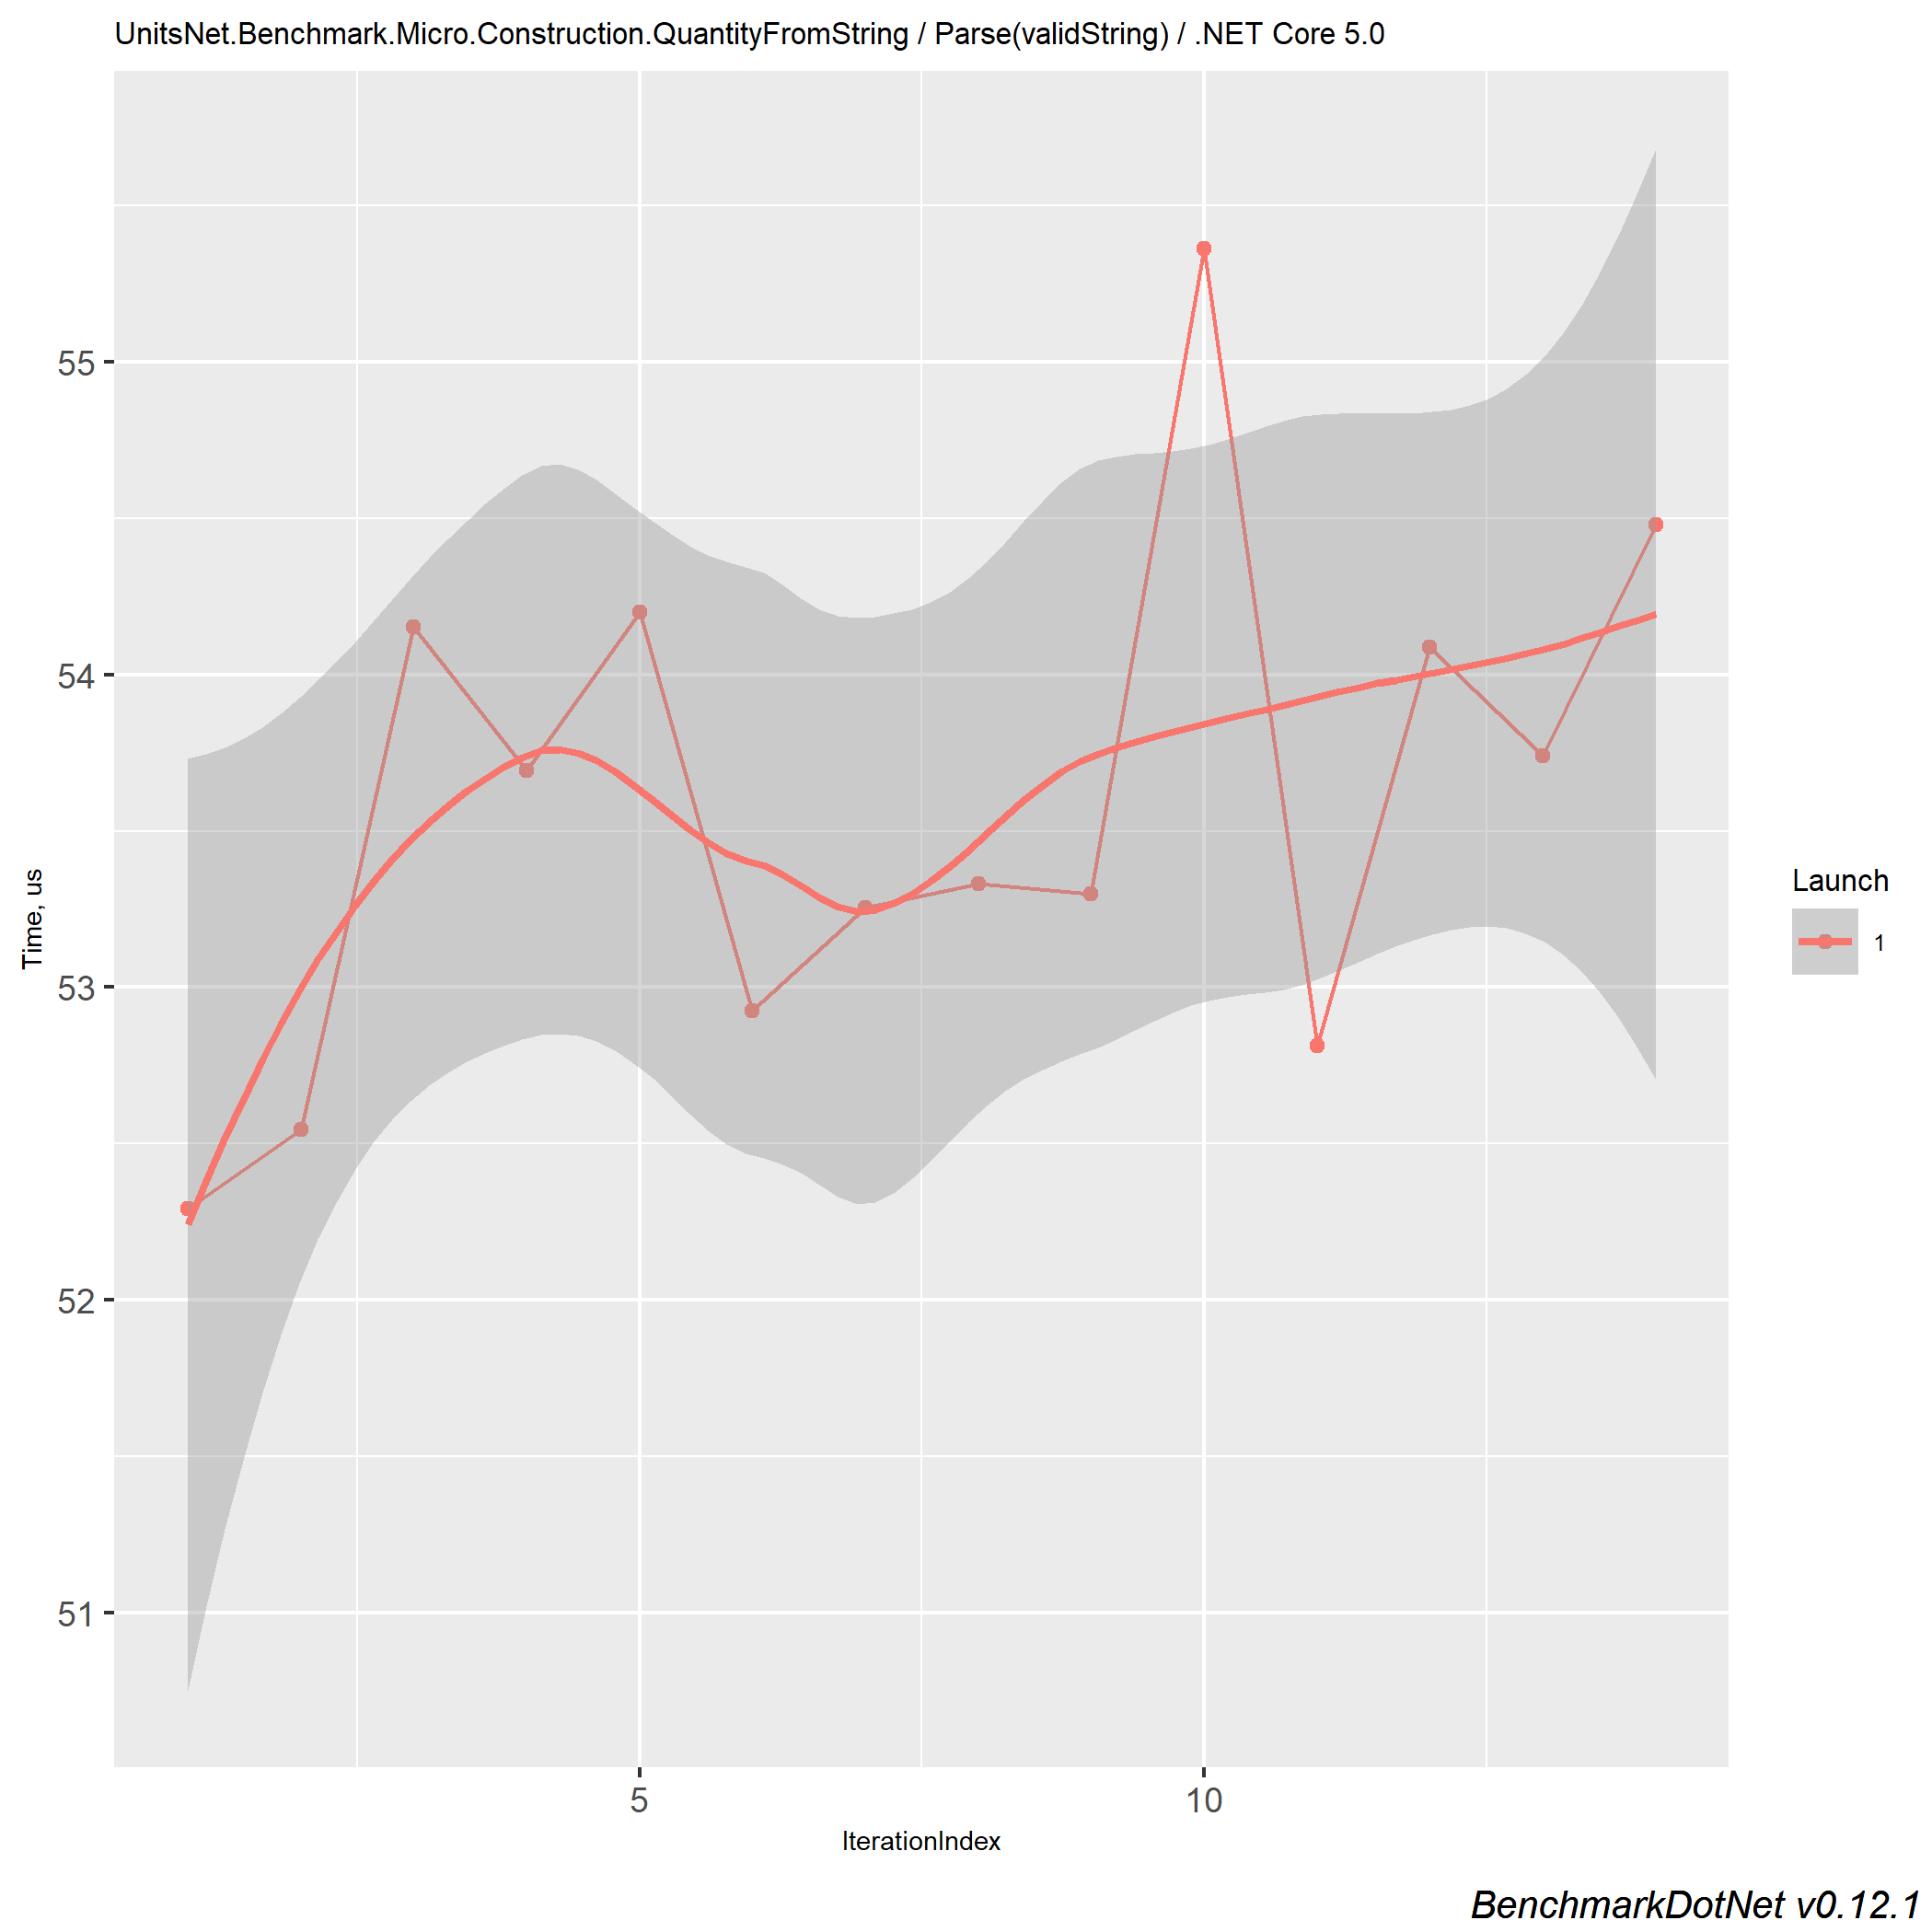 UnitsNet.Benchmark.Micro.Construction.QuantityFromString / Parse(validString) / .NET Core 5.0
Time, us
55
54
53
52
51
5
10
IterationIndex
Launch
1
BenchmarkDotNet v0.12.1